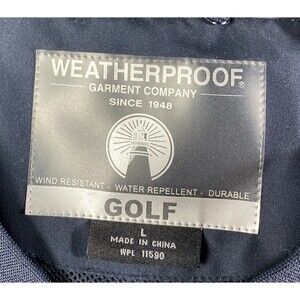 WEATHERPROOF®
GARMENT COMPANY
SINCE 1948
WIND RESISTANT - WATER REPELLENT - DURABLE
GOLF
L
MADE IN CHINA
WPL 11590